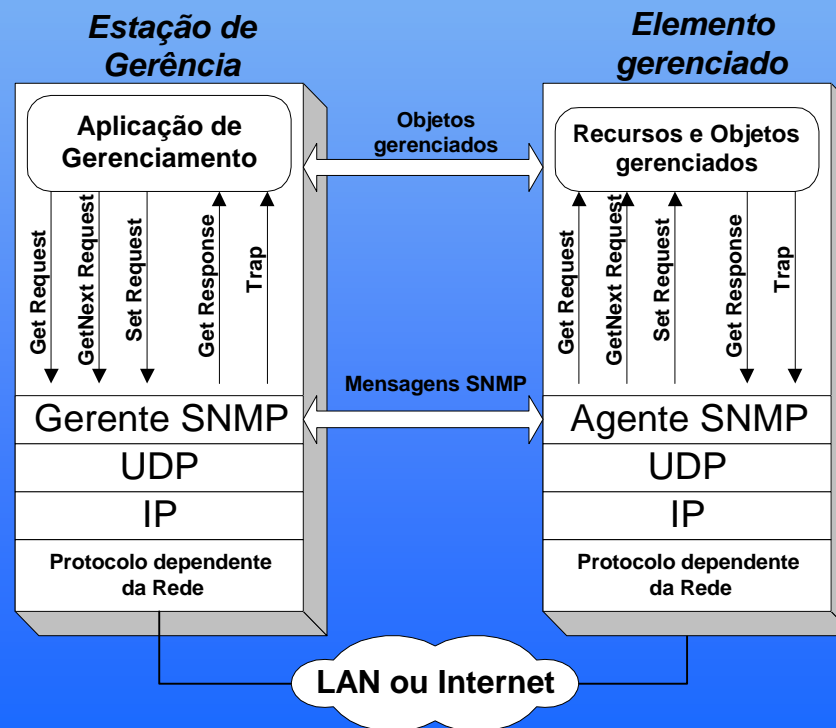 Estação de
Gerência
Elemento
gerenciado
Aplicação de
Gerenciamento
Objetos
gerenciados
Recursos e Objetos
gerenciados
Get Request
GetNext Request
Set Request
Get Response
Trap
Get Request
GetNext Request
Set Request
Get Response
Trap
Mensagens SNMP
Gerente SNMP
UDP
IP
Protocolo dependente
da Rede
Agente SNMP
UDP
IP
Protocolo dependente
da Rede
LAN ou Internet